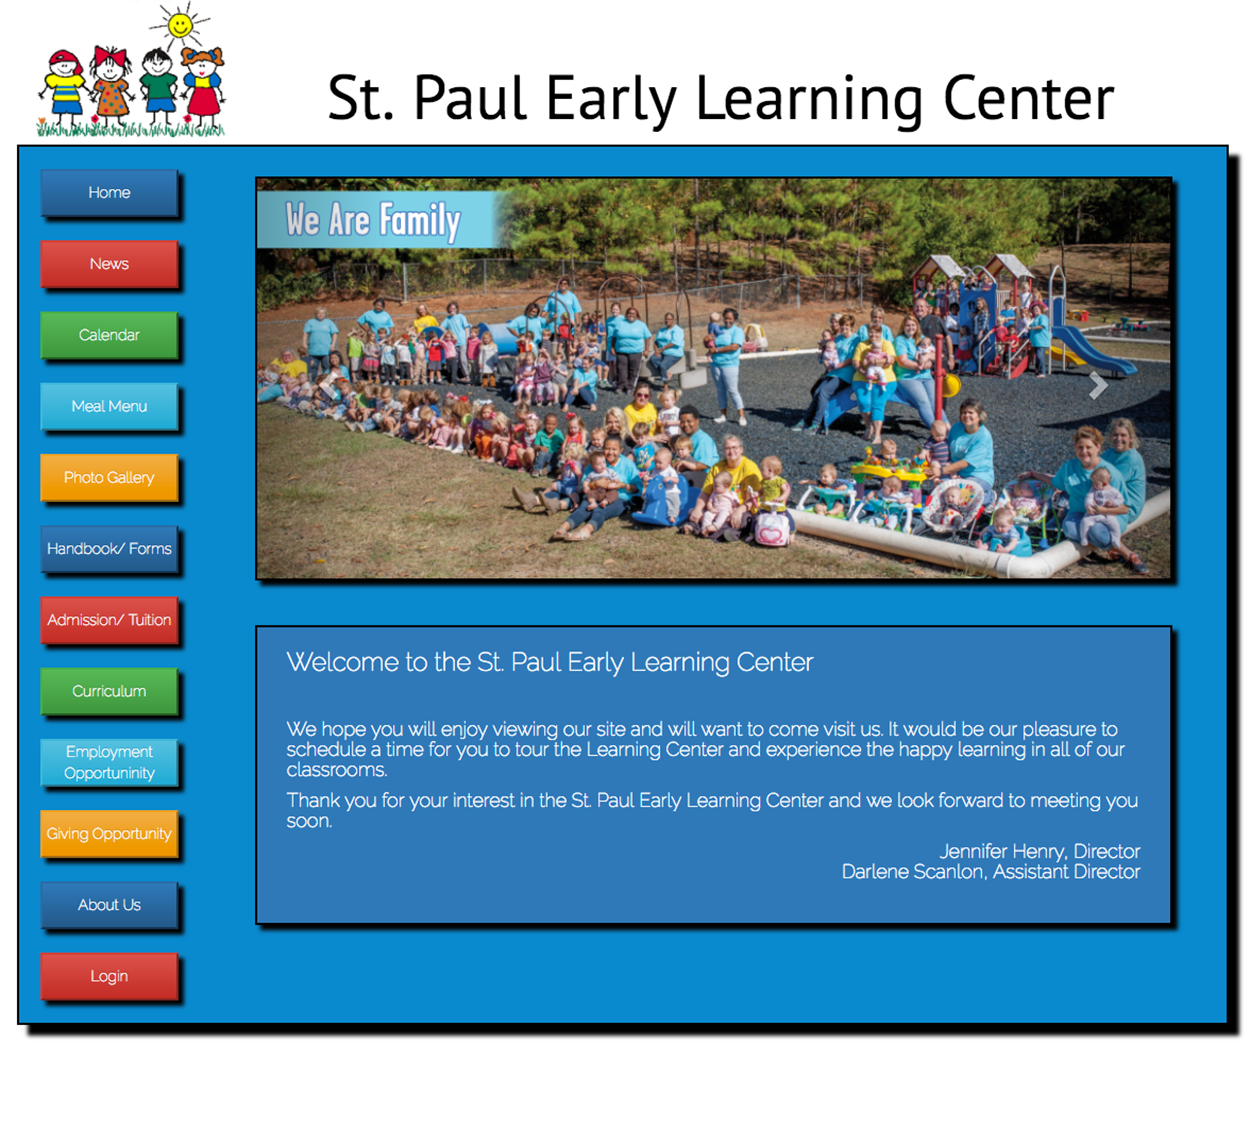 St. Paul Early Learning Center
Home
News
Calendar
Meal Menu
Photo Gallery
Handbook/ Forms
Admission/ Tuition
Curriculum
Employment
Opportuninity
Giving Opportunity
About Us
Login
We Are Family
Welcome to the St. Paul Early Learning Center
We hope you will enjoy viewing our site and will want to come visit us. It would be our pleasure to
schedule a time for you to tour the Learning Center and experience the happy learning in all of our
classrooms.
Thank you for your interest in the St. Paul Early Learning Center and we look forward to meeting you
soon.
Jennifer Henry, Director
Darlene Scanlon, Assistant Director